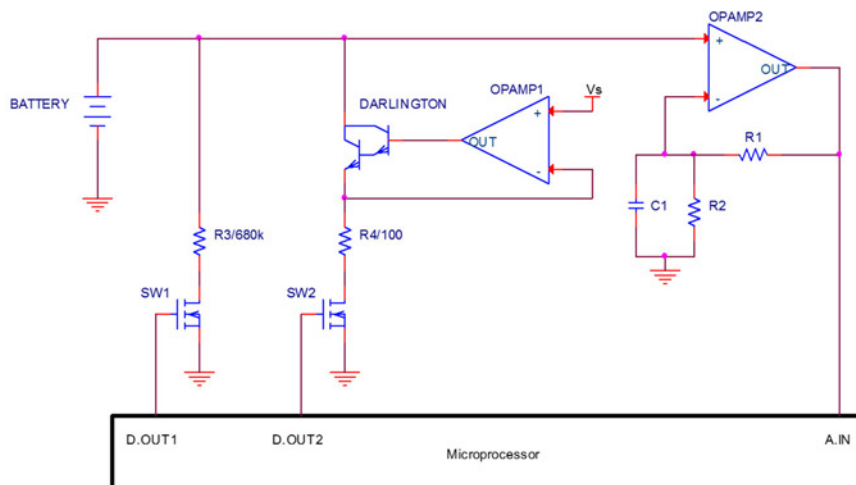 OPAMP2
+
OUT
-
BATTERY
DARLINGTON
OPAMP1
Vs
+
OUT
-
R1
C1
R2
R3/680k
R4/100
SW1
SW2
D.OUT1
D.OUT2
A.IN
Microprocessor